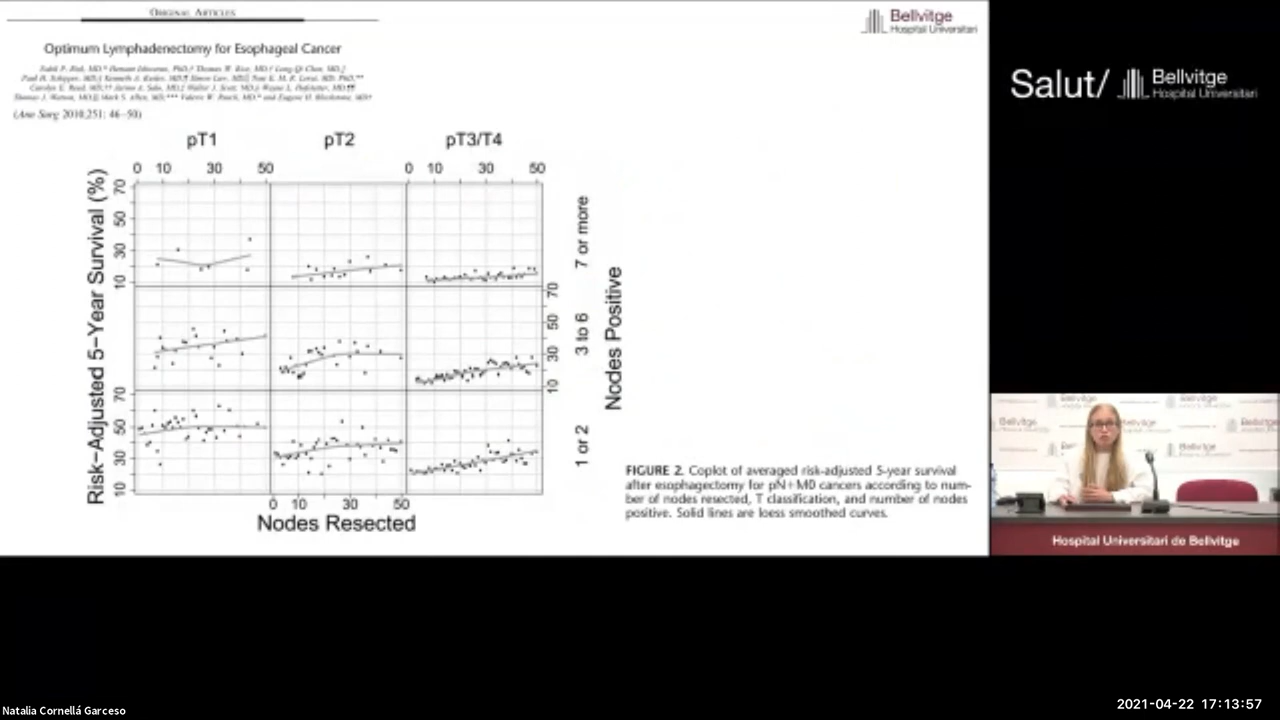 ORIGINAL ARTICLES
Bellvitge
Hospital Universitari
Optimum Lymphadenectomy for Esophageal Cancer
(Ann Surg 2010;251: 46–50)
pT1
pT2
pT3/T4
0 10 30 50
0 10 30 50
Risk−Adjusted 5−Year Survival (%)
70
50
30
10
70
50
30
10
70
50
30
10
7 or more
3 to 6
1 or 2
Nodes Positive
0 10 30 50
Nodes Resected
FIGURE 2. Coplot of averaged risk-adjusted 5-year survival
after esophagectomy for pN+M0 cancers according to num-
ber of nodes resected, T classification, and number of nodes
positive. Solid lines are loess smoothed curves.
Salut/ Bellvitge
Hospital Universitari
Bellvitge
Hospital Universitari de Bellvitge
Natalia Cornellá Garceso
2021-04-22 17:13:57